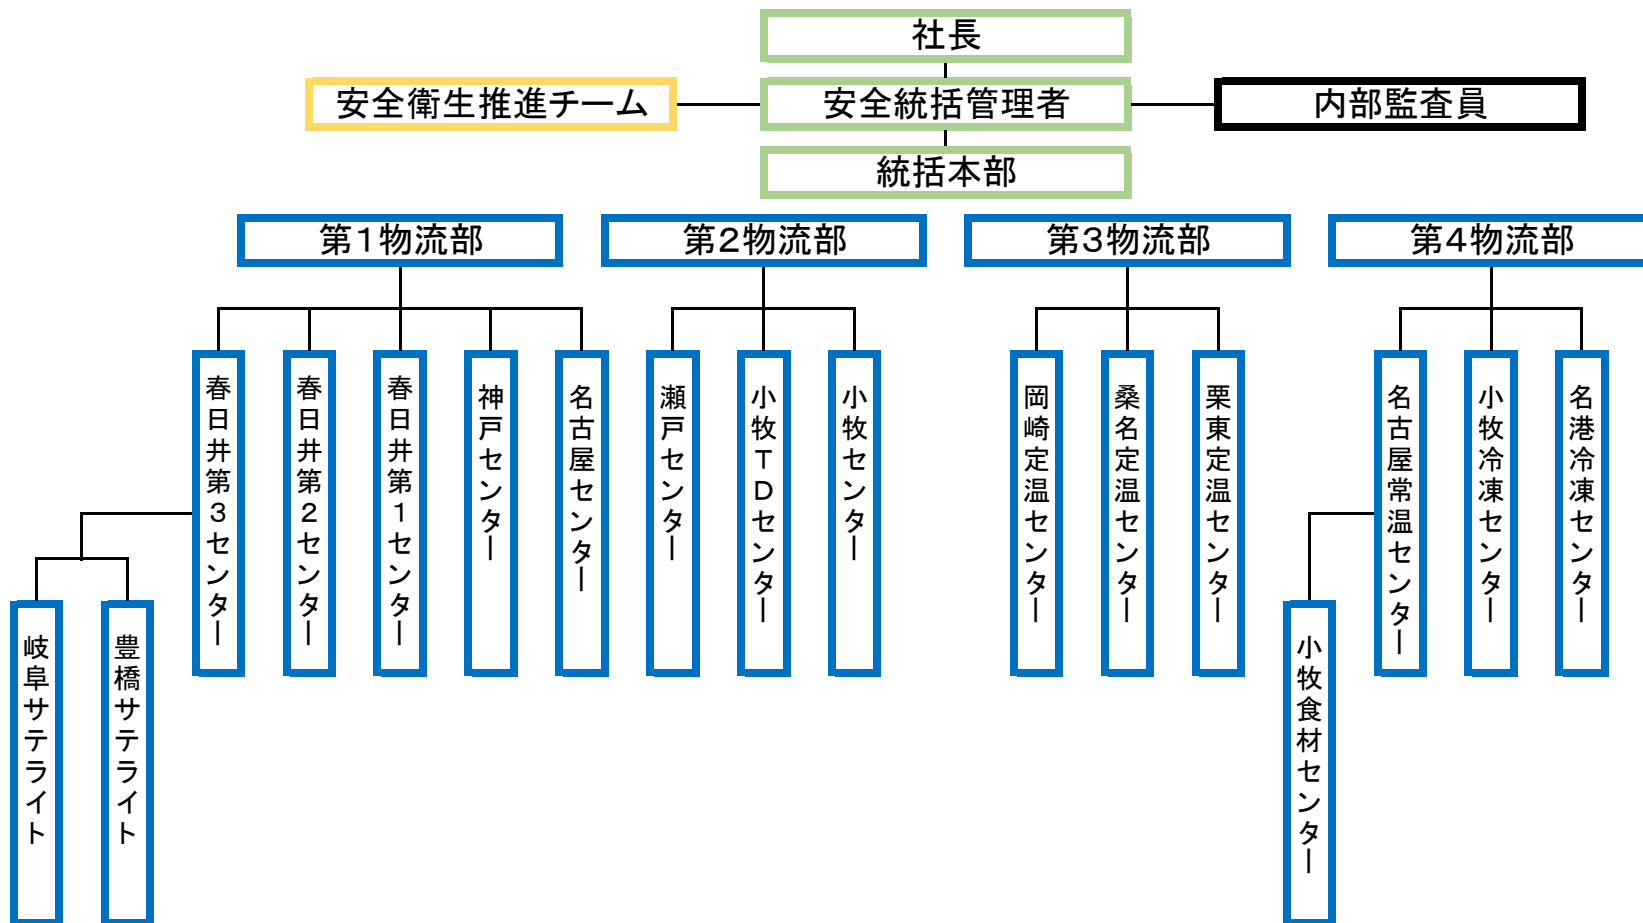 社長
安全衛生推進チーム
安全統括管理者
内部監査員
統括本部
第1物流部
第2物流部
第3物流部
第4物流部
春日井第3センター
春日井第2センター
春日井第1センター
神戸センター
名古屋センター
瀬戸センター
小牧TDセンター
小牧センター
岡崎定温センター
桑名定温センター
栗東定温センター
名古屋常温センター
小牧冷凍センター
名港冷凍センター
岐阜サテライト
豊橋サテライト
小牧食材センター